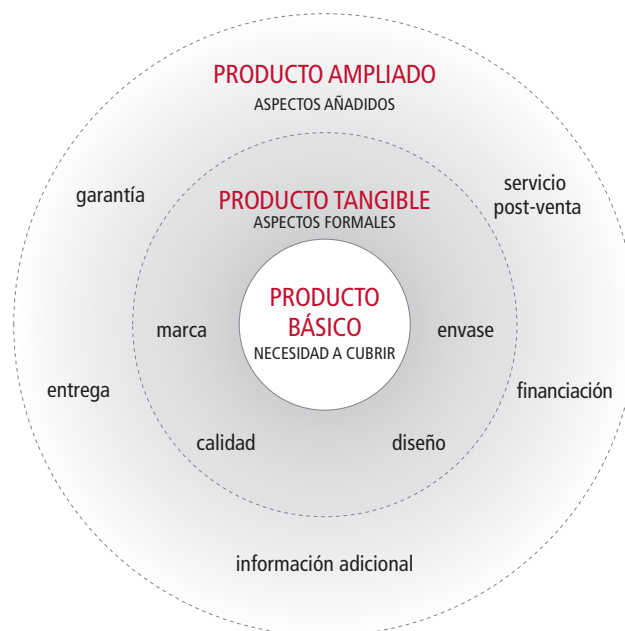 PRODUCTO AMPLIADO
ASPECTOS AÑADIDOS
garantía
servicio
post-venta
PRODUCTO TANGIBLE
ASPECTOS FORMALES
PRODUCTO
BÁSICO
NECESIDAD A CUBRIR
marca
envase
entrega
financiación
calidad
diseño
información adicional